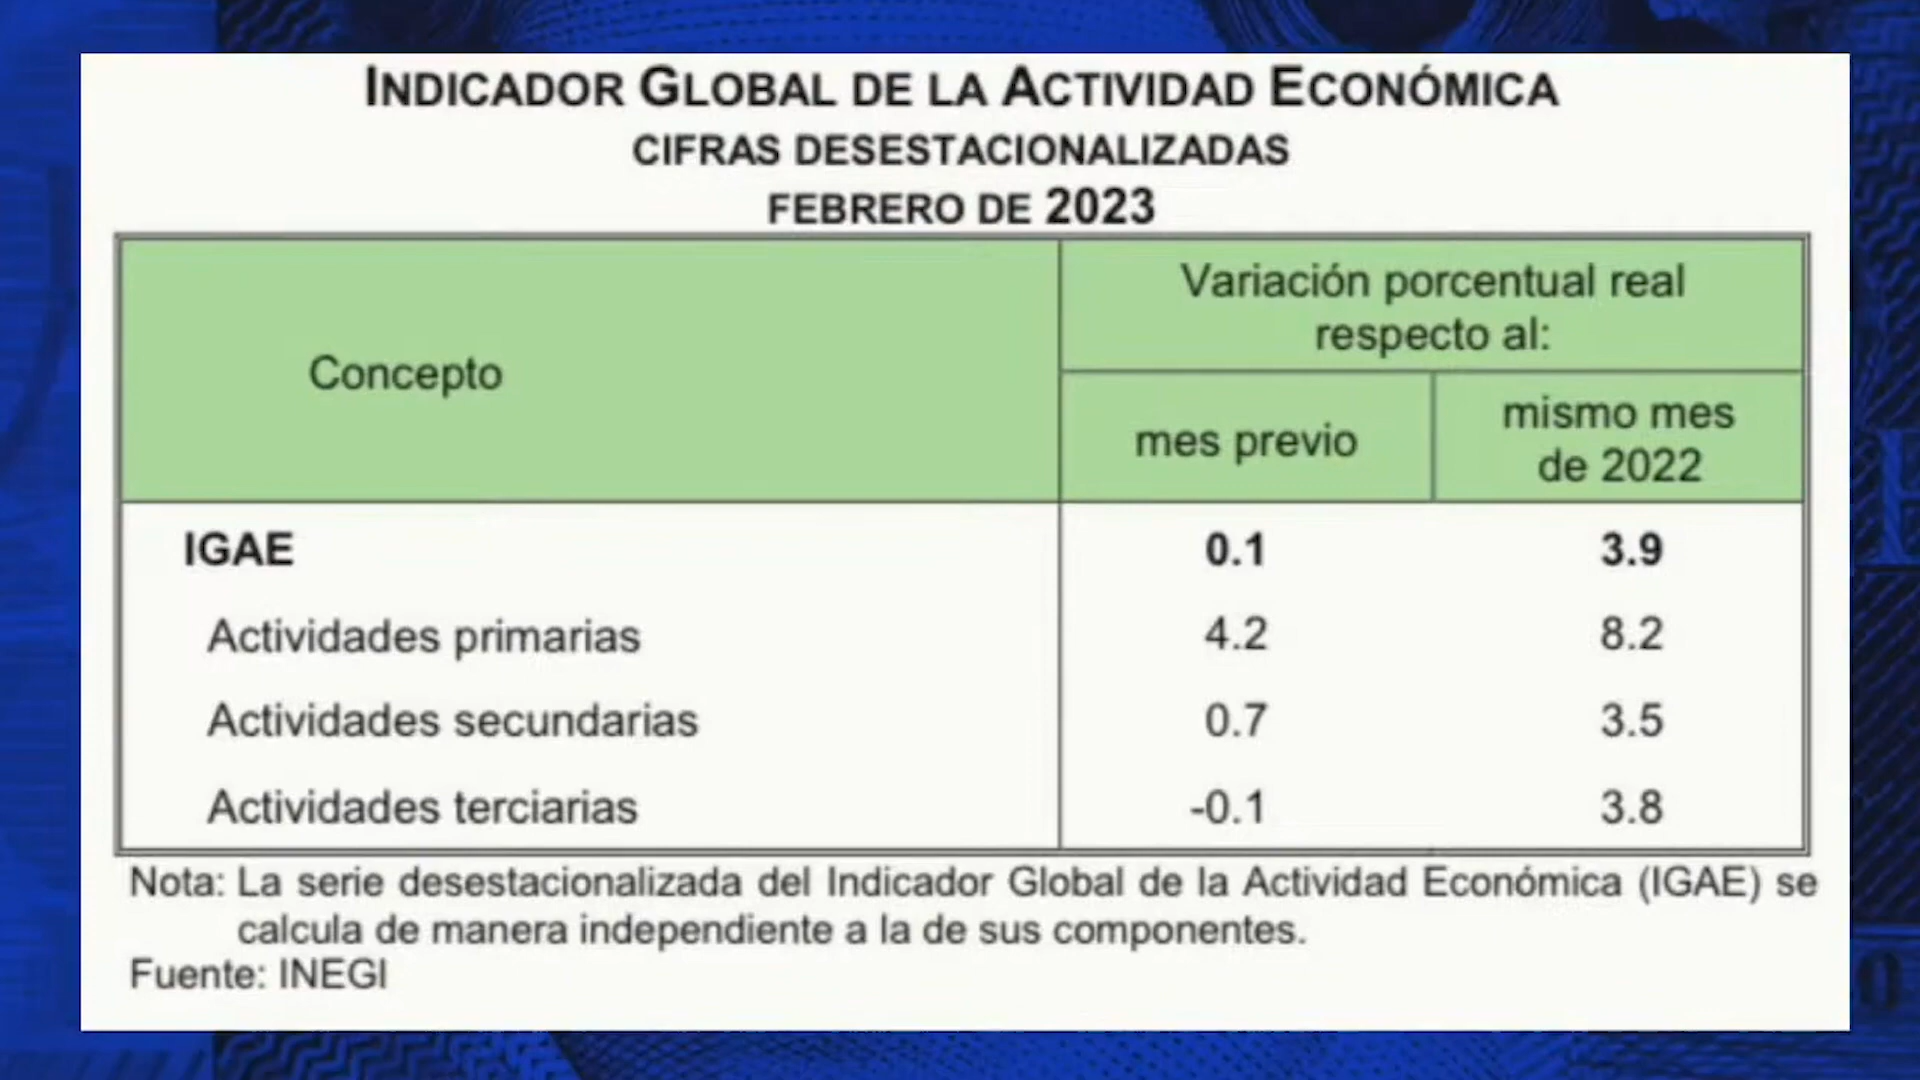 INDICADOR GLOBAL DE LA ACTIVIDAD ECONÓMICA
CIFRAS DESESTACIONALIZADAS
FEBRERO DE 2023
Concepto
Variación porcentual real
respecto al:
mes previo
mismo mes
de 2022
IGAE 0.1 3.9
Actividades primarias 4.2 8.2
Actividades secundarias 0.7 3.5
Actividades terciarias -0.1 3.8
Nota: La serie desestacionalizada del Indicador Global de la Actividad Económica (IGAE) se
calcula de manera independiente a la de sus componentes.
Fuente: INEGI